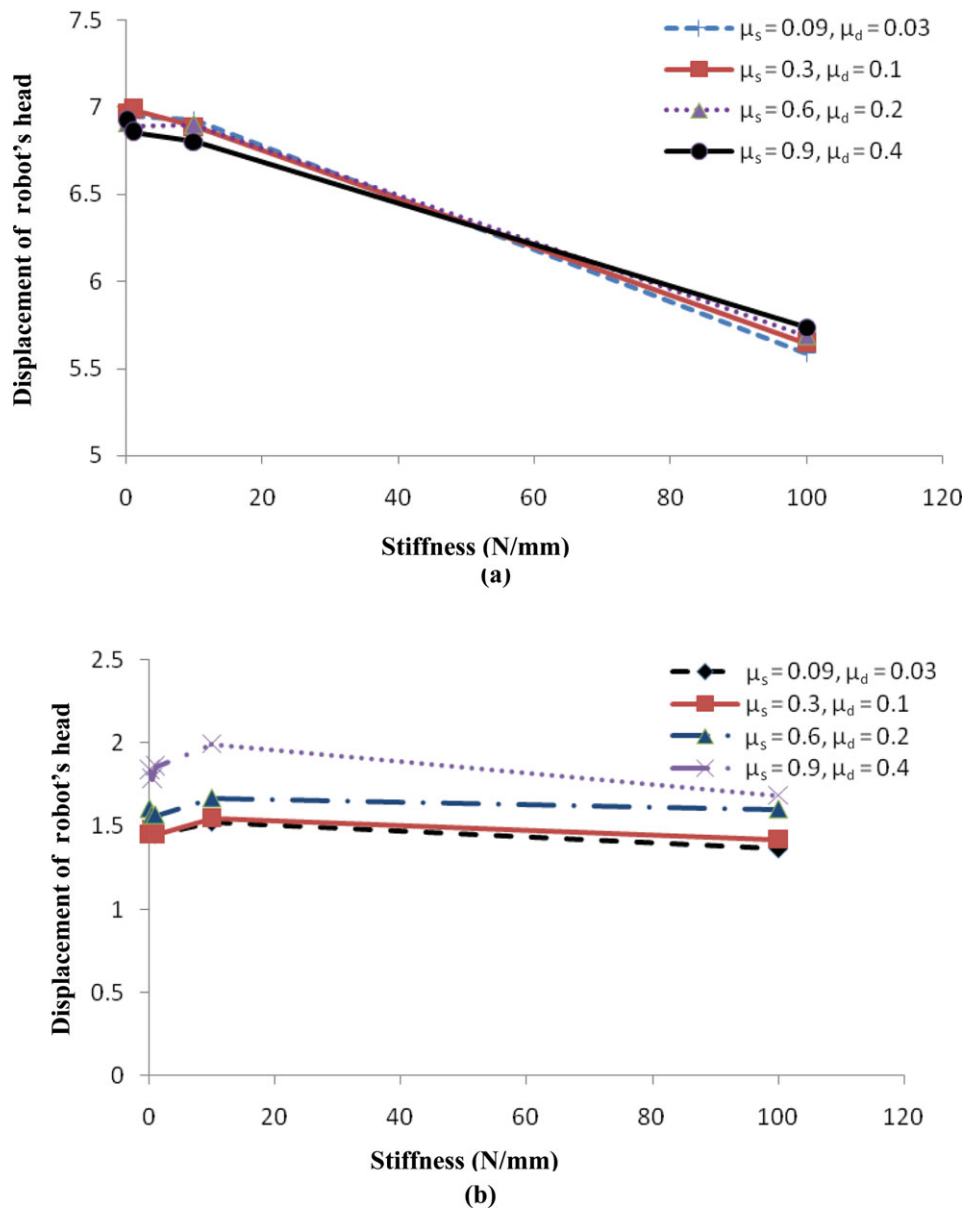 7.5
7
6.5
6
5.5
5
0 20 40 60 80 100 120
Displacement of robot's head
Stiffness (N/mm)
(a)
μs = 0.09, μd = 0.03
μs = 0.3, μd = 0.1
μs = 0.6, μd = 0.2
μs = 0.9, μd = 0.4
2.5
2
1.5
1
0.5
0
0 20 40 60 80 100 120
Displacement of robot's head
Stiffness (N/mm)
(b)
μs = 0.09, μd = 0.03
μs = 0.3, μd = 0.1
μs = 0.6, μd = 0.2
μs = 0.9, μd = 0.4